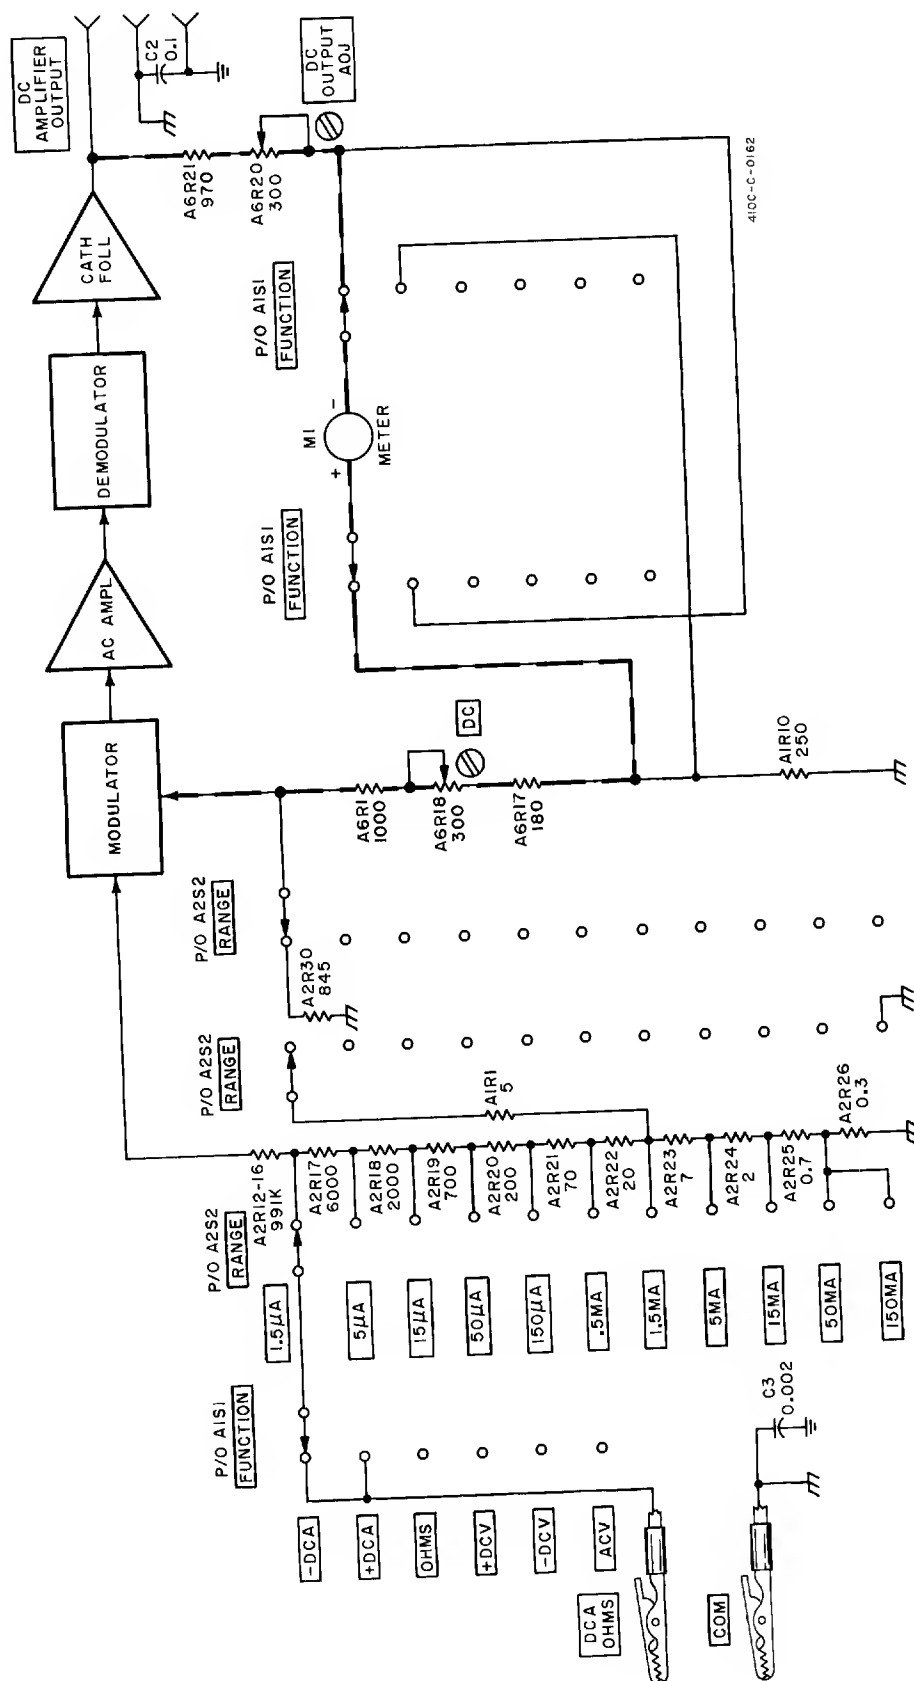 DC
AMPLIFIER
OUTPUT
C2
0.1
A6R21
970
A6R20
300
DC
OUTPUT
AOJ
CATH
FOLL
DEMODULATOR
AC AMPL
MODULATOR
P/O A1S1
FUNCTION
-
M1
METER
+
P/O A1S1
FUNCTION
410C-C-0162
A6R1
1000
A6R18
300
DC
A6R17
180
A1R10
250
P/O A2S2
RANGE
A2R30
845
P/O A2S2
RANGE
A1R1
5
A2R12-16
991K
A2R17
6000
A2R18
2000
A2R19
700
A2R20
200
A2R21
70
A2R22
20
A2R23
7
A2R24
2
A2R25
0.7
A2R26
0.3
P/O A2S2
RANGE
1.5µA
5µA
15µA
50µA
150µA
.5MA
1.5MA
5MA
15MA
50MA
150MA
P/O A1S1
FUNCTION
-DCA
+DCA
OHMS
+DCV
-DCV
ACV
DCA
OHMS
COM
C3
0.002